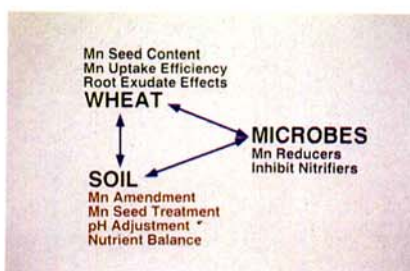 Mn Seed Content
Mn Uptake Efficiency
Root Exudate Effects
WHEAT
MICROBES
Mn Reducers
Inhibit Nitrifiers
SOIL
Mn Amendment
Mn Seed Treatment
pH Adjustment
Nutrient Balance